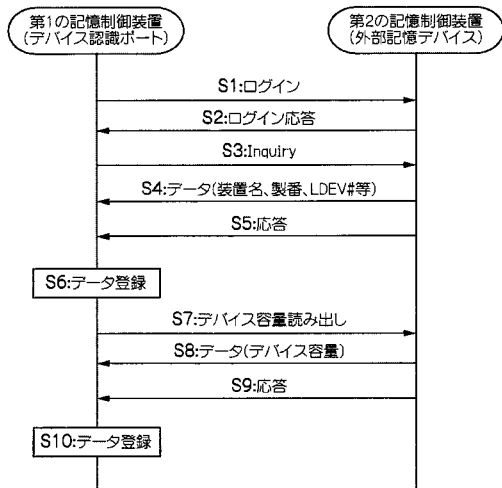 第1の記憶制御装置
(デバイス認識ポート)
第2の記憶制御装置
(外部記憶デバイス)
S1:ログイン
S2:ログイン応答
S3:Inquiry
S4:データ(装置名、製番、LDEV#等)
S5:応答
S6:データ登録
S7:デバイス容量読み出し
S8:データ(デバイス容量)
S9:応答
S10:データ登録